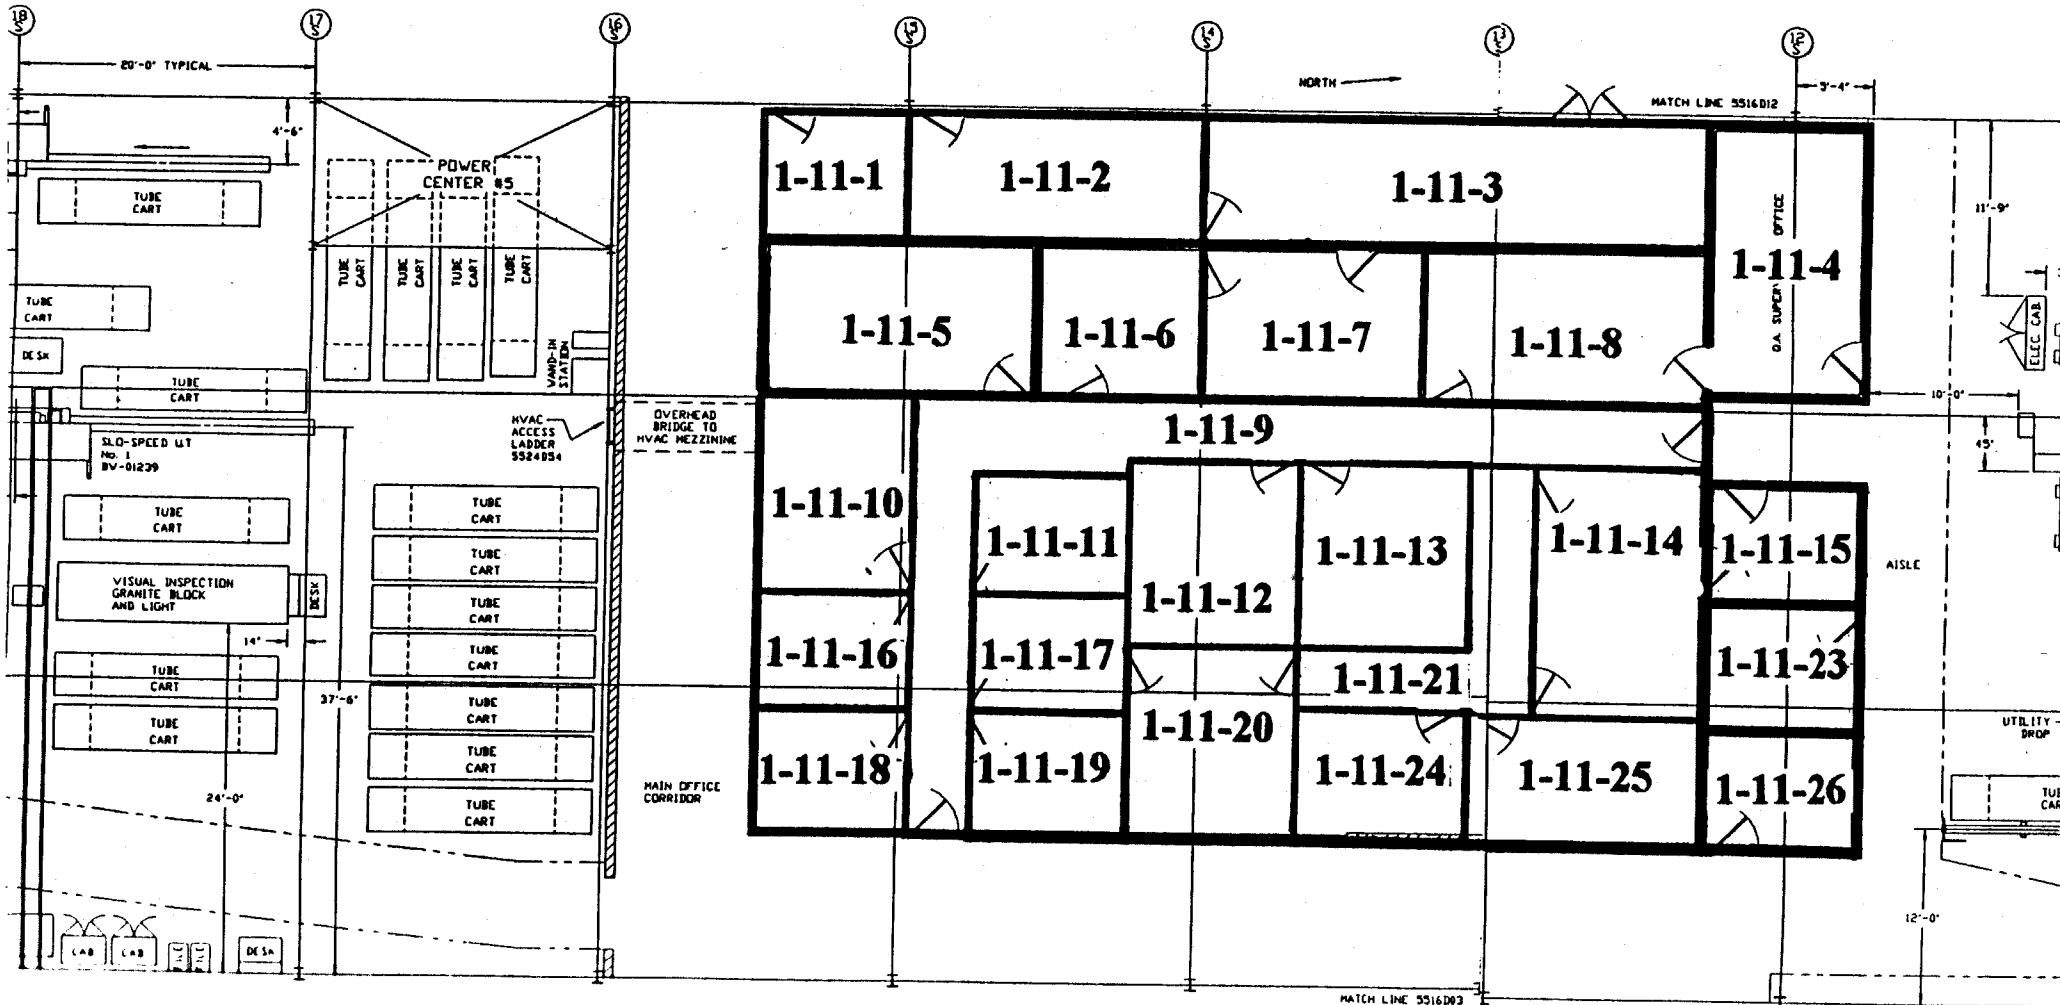 18
S
17
S
16
S
15
S
14
S
13
S
12
S
20'-0" TYPICAL
NORTH
MATCH LINE 5516D12
5'-4"
4'-6"
POWER
CENTER #5
TUBE
CART
TUBE
CART
TUBE
CART
TUBE
CART
TUBE
CART
TUBE
CART
DESK
TUBE
CART
WAND-IN
STATION
HVAC
ACCESS
LADDER
5524D54
OVERHEAD
BRIDGE TO
HVAC MEZZININE
SLO-SPEED UT
No. 1
BV-01239
TUBE
CART
VISUAL INSPECTION
GRANITE BLOCK
AND LIGHT
DESK
14"
TUBE
CART
TUBE
CART
37'-6"
24'-0"
TUBE
CART
TUBE
CART
TUBE
CART
TUBE
CART
TUBE
CART
TUBE
CART
TUBE
CART
MAIN OFFICE
CORRIDOR
CAB
CAB
DESK
1-11-1
1-11-2
1-11-3
1-11-4
Q.A. SUPERV OFFICE
1-11-5
1-11-6
1-11-7
1-11-8
1-11-9
1-11-10
1-11-11
1-11-12
1-11-13
1-11-14
1-11-15
1-11-16
1-11-17
1-11-18
1-11-19
1-11-20
1-11-21
1-11-23
1-11-24
1-11-25
1-11-26
11'-9"
ELEC. CAB
10'-0"
45"
AISLE
UTILITY
DROP
TUB
CAR
12'-0"
MATCH LINE 5516D03